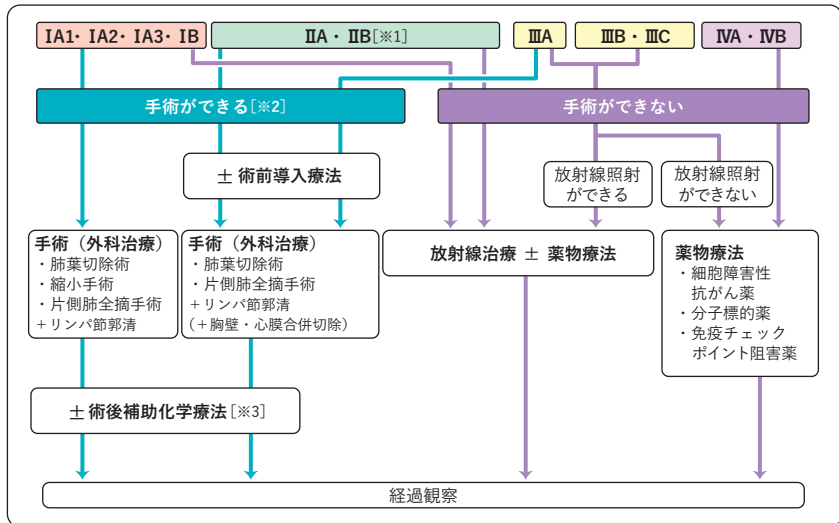 ⅠA1・ⅠA2・ⅠA3・ⅠB
ⅡA・ⅡB[※1]
ⅢA
ⅢB・ⅢC
ⅣA・ⅣB
手術ができる[※2]
手術ができない
± 術前導入療法
放射線照射
ができる
放射線照射
ができない
手術（外科治療）
・肺葉切除術
・縮小手術
・片側肺全摘手術
＋リンパ節郭清
手術（外科治療）
・肺葉切除術
・片側肺全摘手術
＋リンパ節郭清
（＋胸壁・心膜合併切除）
放射線治療 ± 薬物療法
薬物療法
・細胞障害性
抗がん薬
・分子標的薬
・免疫チェック
ポイント阻害薬
±術後補助化学療法[※3]
経過観察